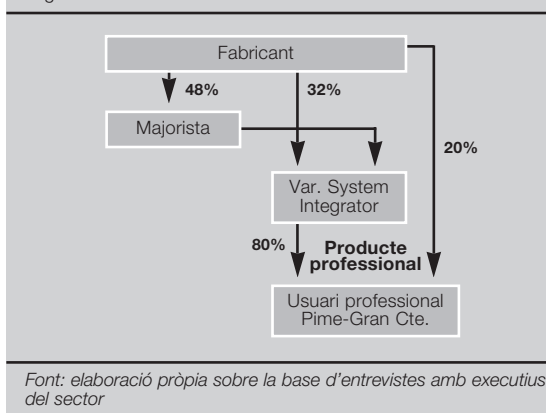 Fabricant
48%
32%
Majorista
20%
Var. System
Integrator
80%
Producte
professional
Usuari professional
Pime-Gran Cte.
Font: elaboració pròpia sobre la base d'entrevistes amb executius
del sector